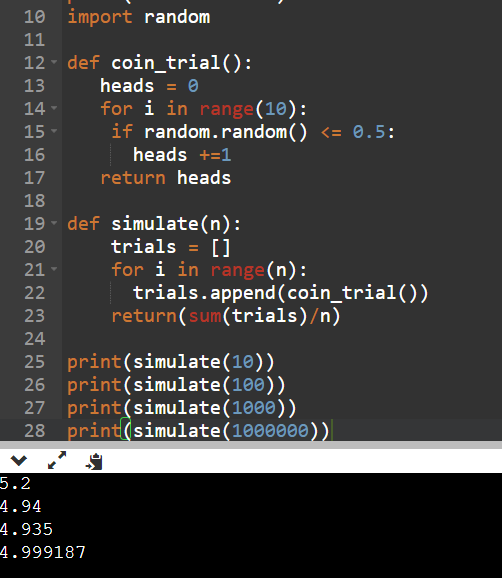 10 import random
11
12 def coin_trial():
13    heads = 0
14    for i in range(10):
15     if random.random() <= 0.5:
16       heads +=1
17    return heads
18
19 def simulate(n):
20     trials = []
21     for i in range(n):
22       trials.append(coin_trial())
23     return(sum(trials)/n)
24
25 print(simulate(10))
26 print(simulate(100))
27 print(simulate(1000))
28 print(simulate(1000000))
5.2
4.94
4.935
4.999187